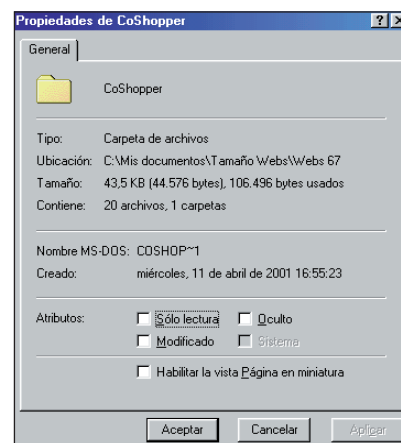 Propiedades de CoShopper
General
CoShopper
Tipo: Carpeta de archivos
Ubicación: C:\Mis documentos\Tamaño Webs\Webs 67
Tamaño: 43,5 KB (44.576 bytes), 106.496 bytes usados
Contiene: 20 archivos, 1 carpetas
Nombre MS-DOS: COSHOP~1
Creado: miércoles, 11 de abril de 2001 16:55:23
Atributos: Sólo lectura Oculto
Modificado Sistema
Habilitar la vista Página en miniatura
Aceptar Cancelar Aplicar